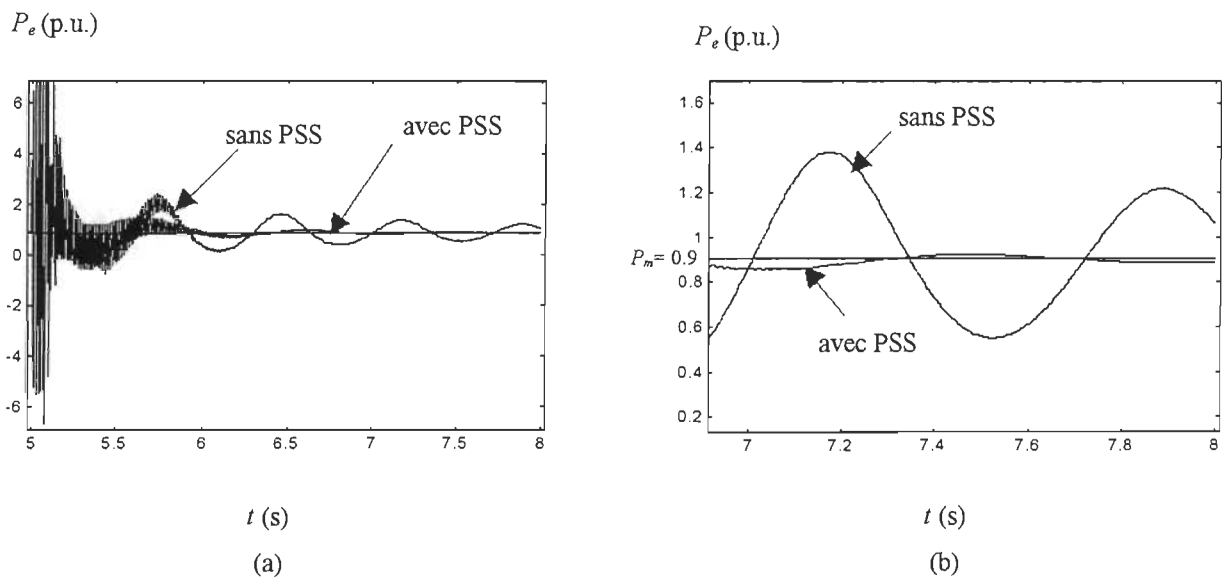 Pe (p.u.)
sans PSS
avec PSS
6
4
2
0
-2
-4
-6
5
5.5
6
6.5
7
7.5
8
t (s)
(a)
Pe (p.u.)
sans PSS
avec PSS
1.6
1.4
1.2
1
Pm= 0.9
0.8
0.6
0.4
0.2
7
7.2
7.4
7.6
7.8
8
t (s)
(b)